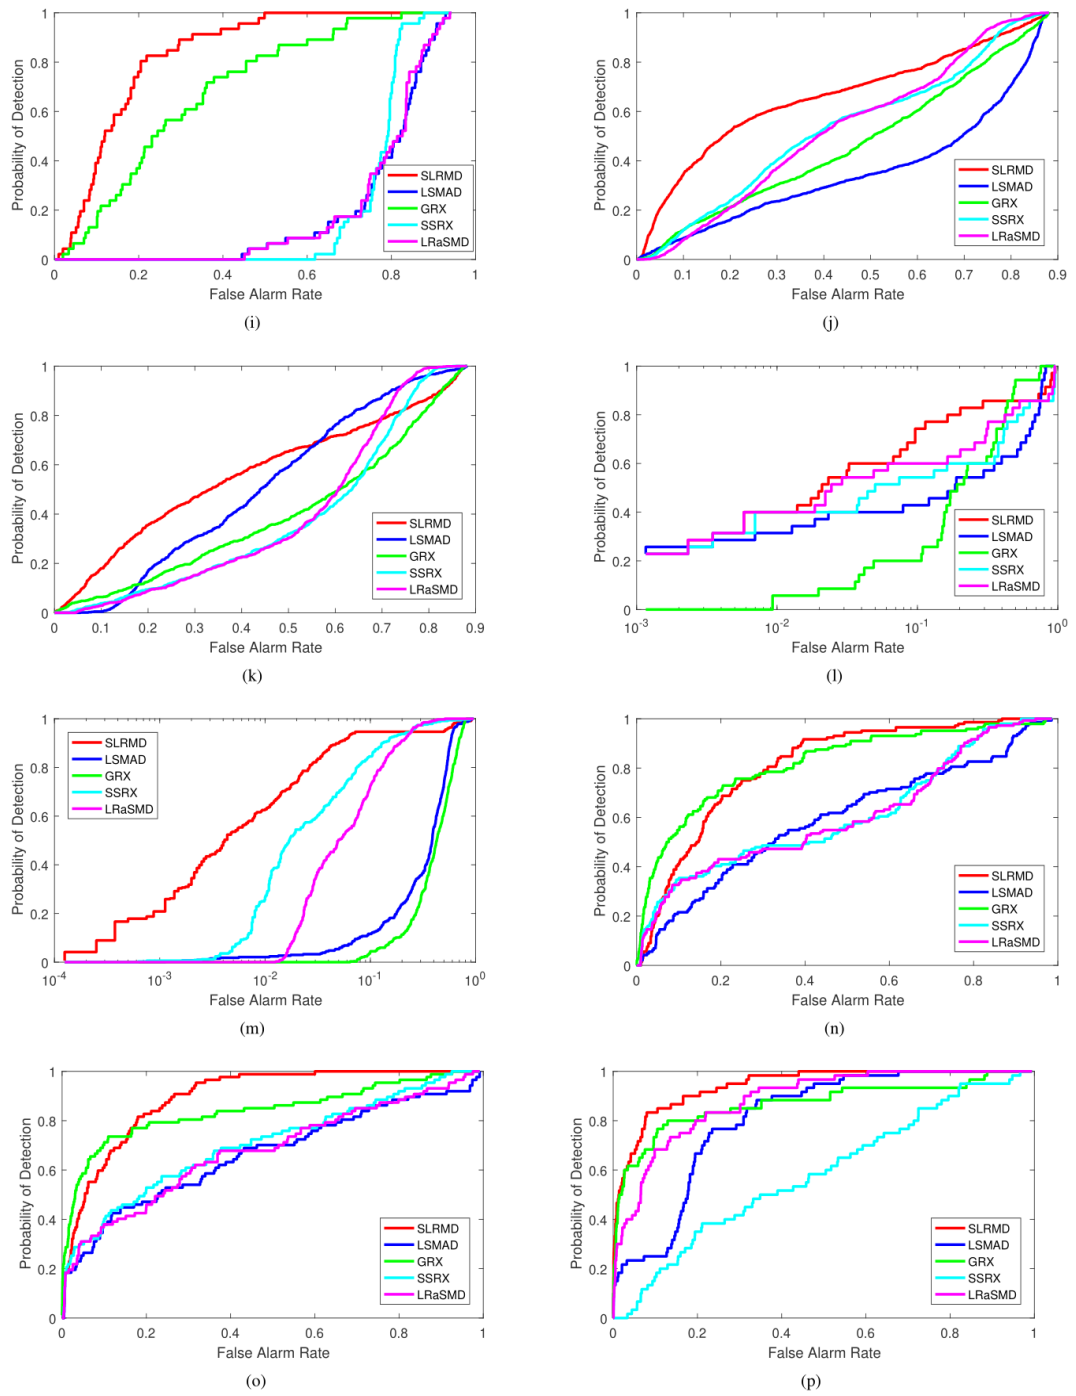 Probability of Detection
1
0.8
0.6
0.4
0.2
0
0 0.2 0.4 0.6 0.8 1
False Alarm Rate
SLRMD
LSMAD
GRX
SSRX
LRaSMD
(i)
Probability of Detection
1
0.8
0.6
0.4
0.2
0
0 0.1 0.2 0.3 0.4 0.5 0.6 0.7 0.8 0.9
False Alarm Rate
SLRMD
LSMAD
GRX
SSRX
LRaSMD
(j)
Probability of Detection
1
0.8
0.6
0.4
0.2
0
0 0.1 0.2 0.3 0.4 0.5 0.6 0.7 0.8 0.9
False Alarm Rate
SLRMD
LSMAD
GRX
SSRX
LRaSMD
(k)
Probability of Detection
1
0.8
0.6
0.4
0.2
0
10⁻³ 10⁻² 10⁻¹ 10⁰
False Alarm Rate
SLRMD
LSMAD
GRX
SSRX
LRaSMD
(l)
Probability of Detection
1
0.8
0.6
0.4
0.2
0
10⁻⁴ 10⁻³ 10⁻² 10⁻¹ 10⁰
False Alarm Rate
SLRMD
LSMAD
GRX
SSRX
LRaSMD
(m)
Probability of Detection
1
0.8
0.6
0.4
0.2
0
0 0.2 0.4 0.6 0.8 1
False Alarm Rate
SLRMD
LSMAD
GRX
SSRX
LRaSMD
(n)
Probability of Detection
1
0.8
0.6
0.4
0.2
0
0 0.2 0.4 0.6 0.8 1
False Alarm Rate
SLRMD
LSMAD
GRX
SSRX
LRaSMD
(o)
Probability of Detection
1
0.8
0.6
0.4
0.2
0
0 0.2 0.4 0.6 0.8 1
False Alarm Rate
SLRMD
LSMAD
GRX
SSRX
LRaSMD
(p)